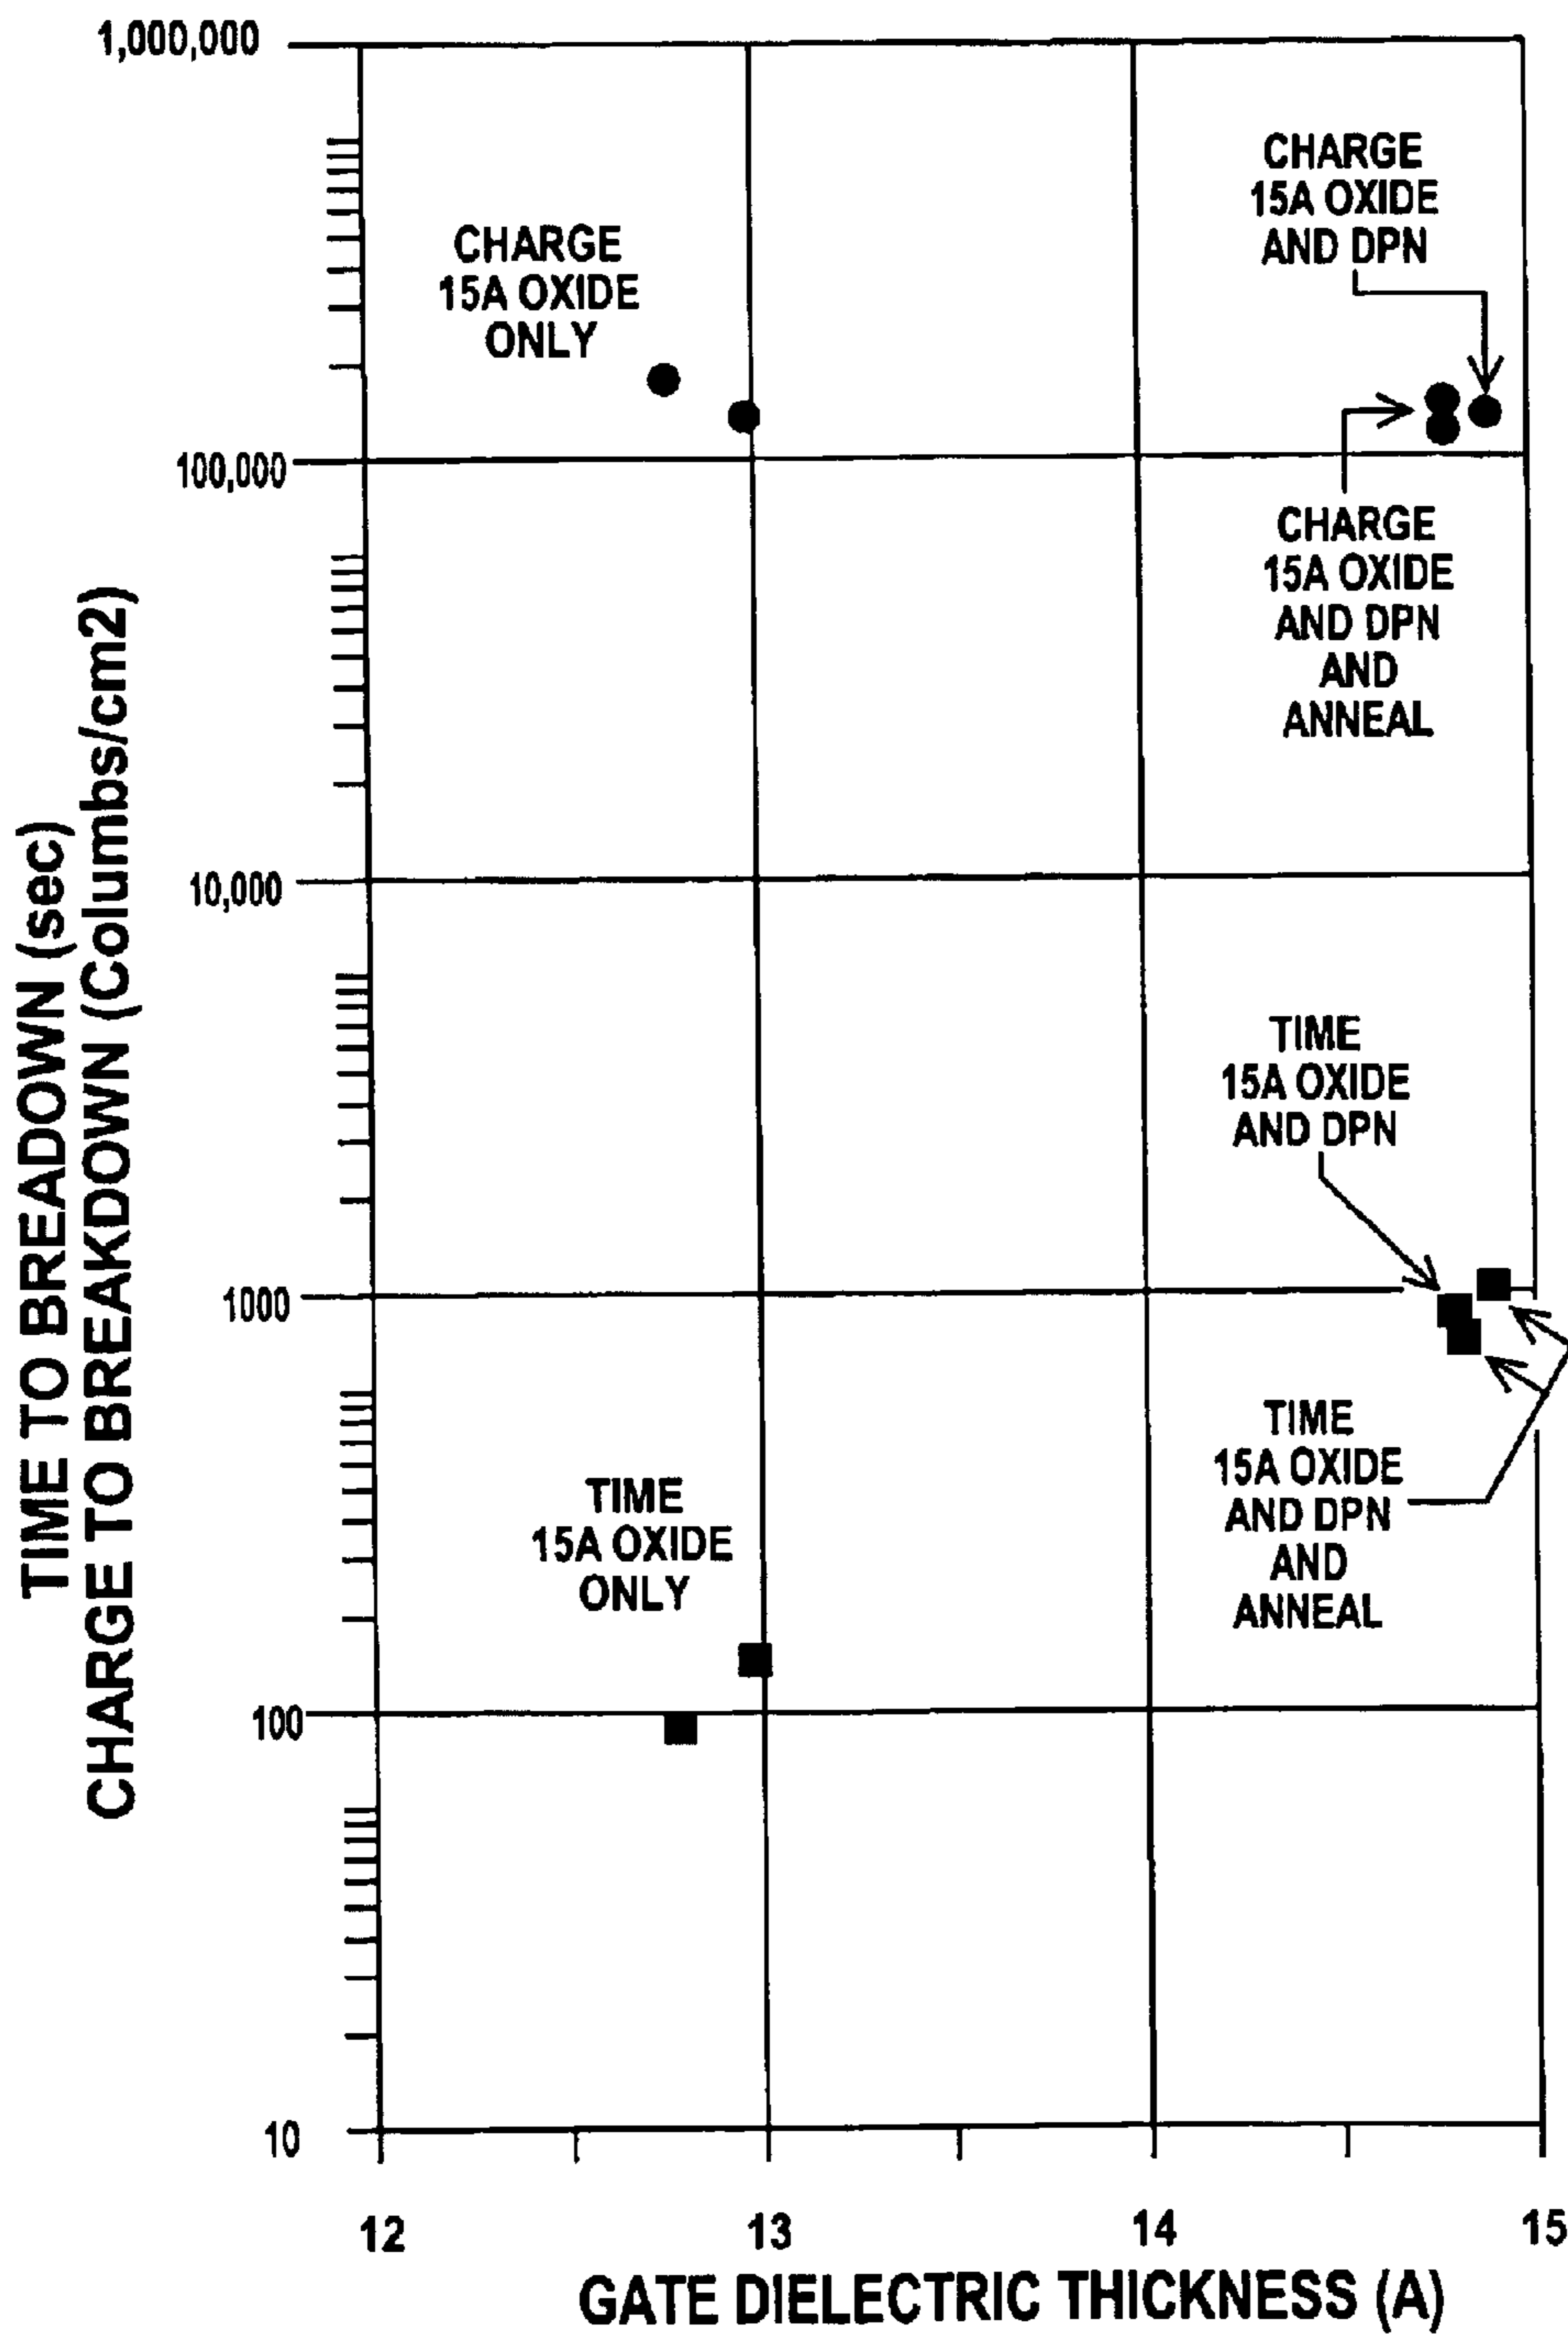 1,000,000
CHARGE
15A OXIDE
AND DPN
CHARGE
15A OXIDE
ONLY
100,000
CHARGE
15A OXIDE
AND DPN
AND
ANNEAL
TIME TO BREADOWN (sec)
CHARGE TO BREAKDOWN (Columbs/cm2)
10,000
TIME
15A OXIDE
AND DPN
1000
TIME
15A OXIDE
AND DPN
AND
ANNEAL
TIME
15A OXIDE
ONLY
100
10
12 13 14 15
GATE DIELECTRIC THICKNESS (A)